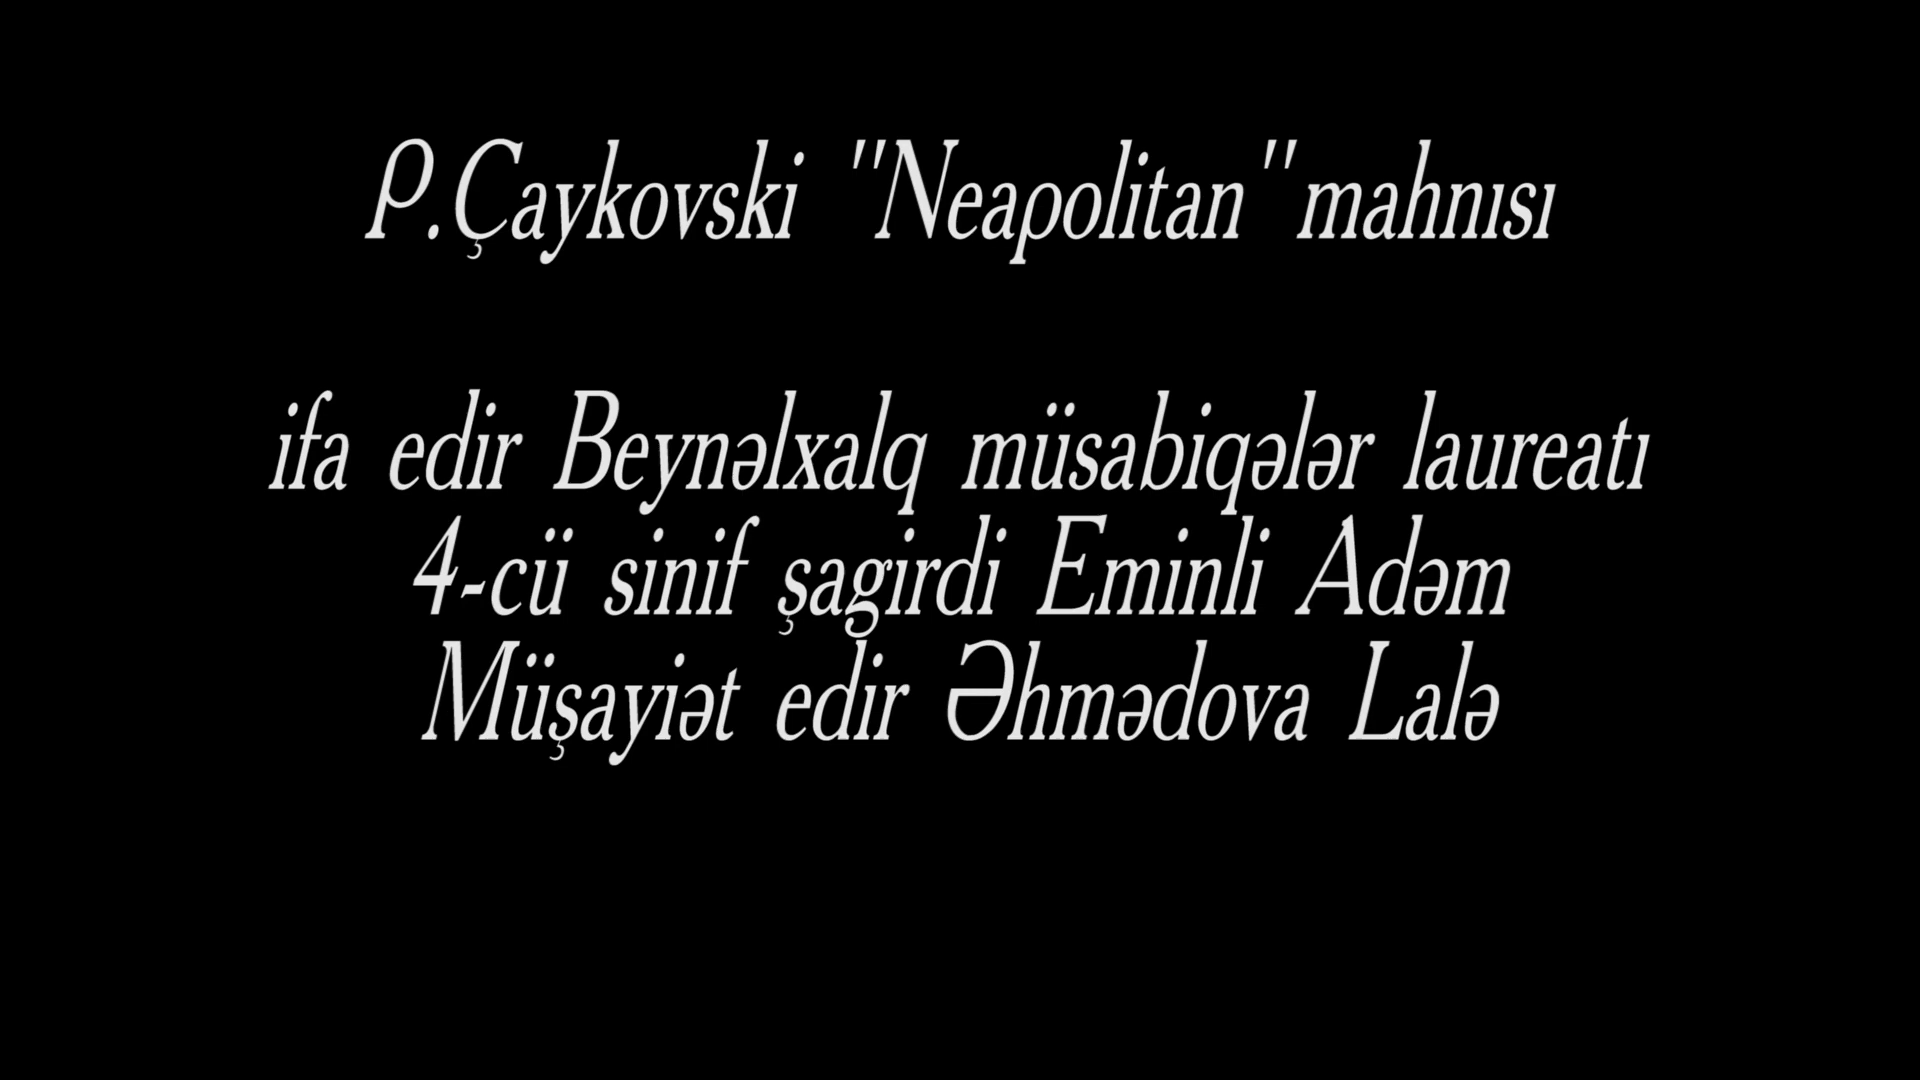 P.Çaykovski "Neapolitan"mahnısı
ifa edir Beynəlxalq müsabiqələr laureatı
4-cü sinif şagirdi Eminli Adəm
Müşayiət edir Əhmədova Lalə